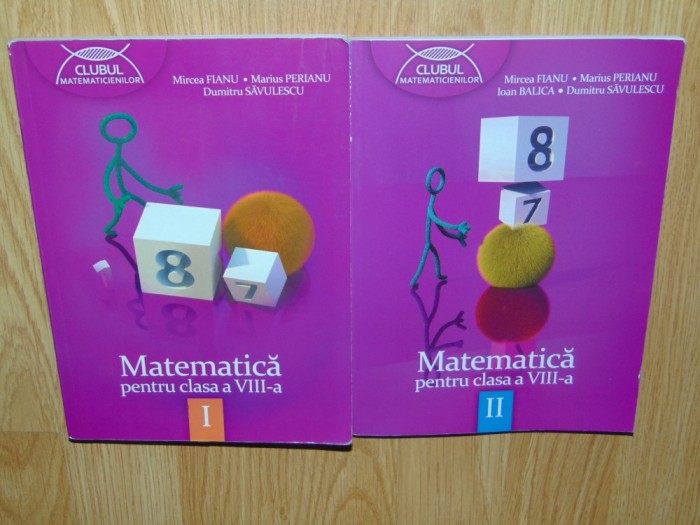 CLUBUL
MATEMATICIENILOR
Mircea FIANU • Marius PERIANU
Dumitru SĂVULESCU
8
7
Matematică
pentru clasa a VIII-a
I
CLUBUL
MATEMATICIENILOR
Mircea FIANU • Marius PERIANU
Ioan BALICA • Dumitru SĂVULESCU
8
7
Matematică
pentru clasa a VIII-a
II